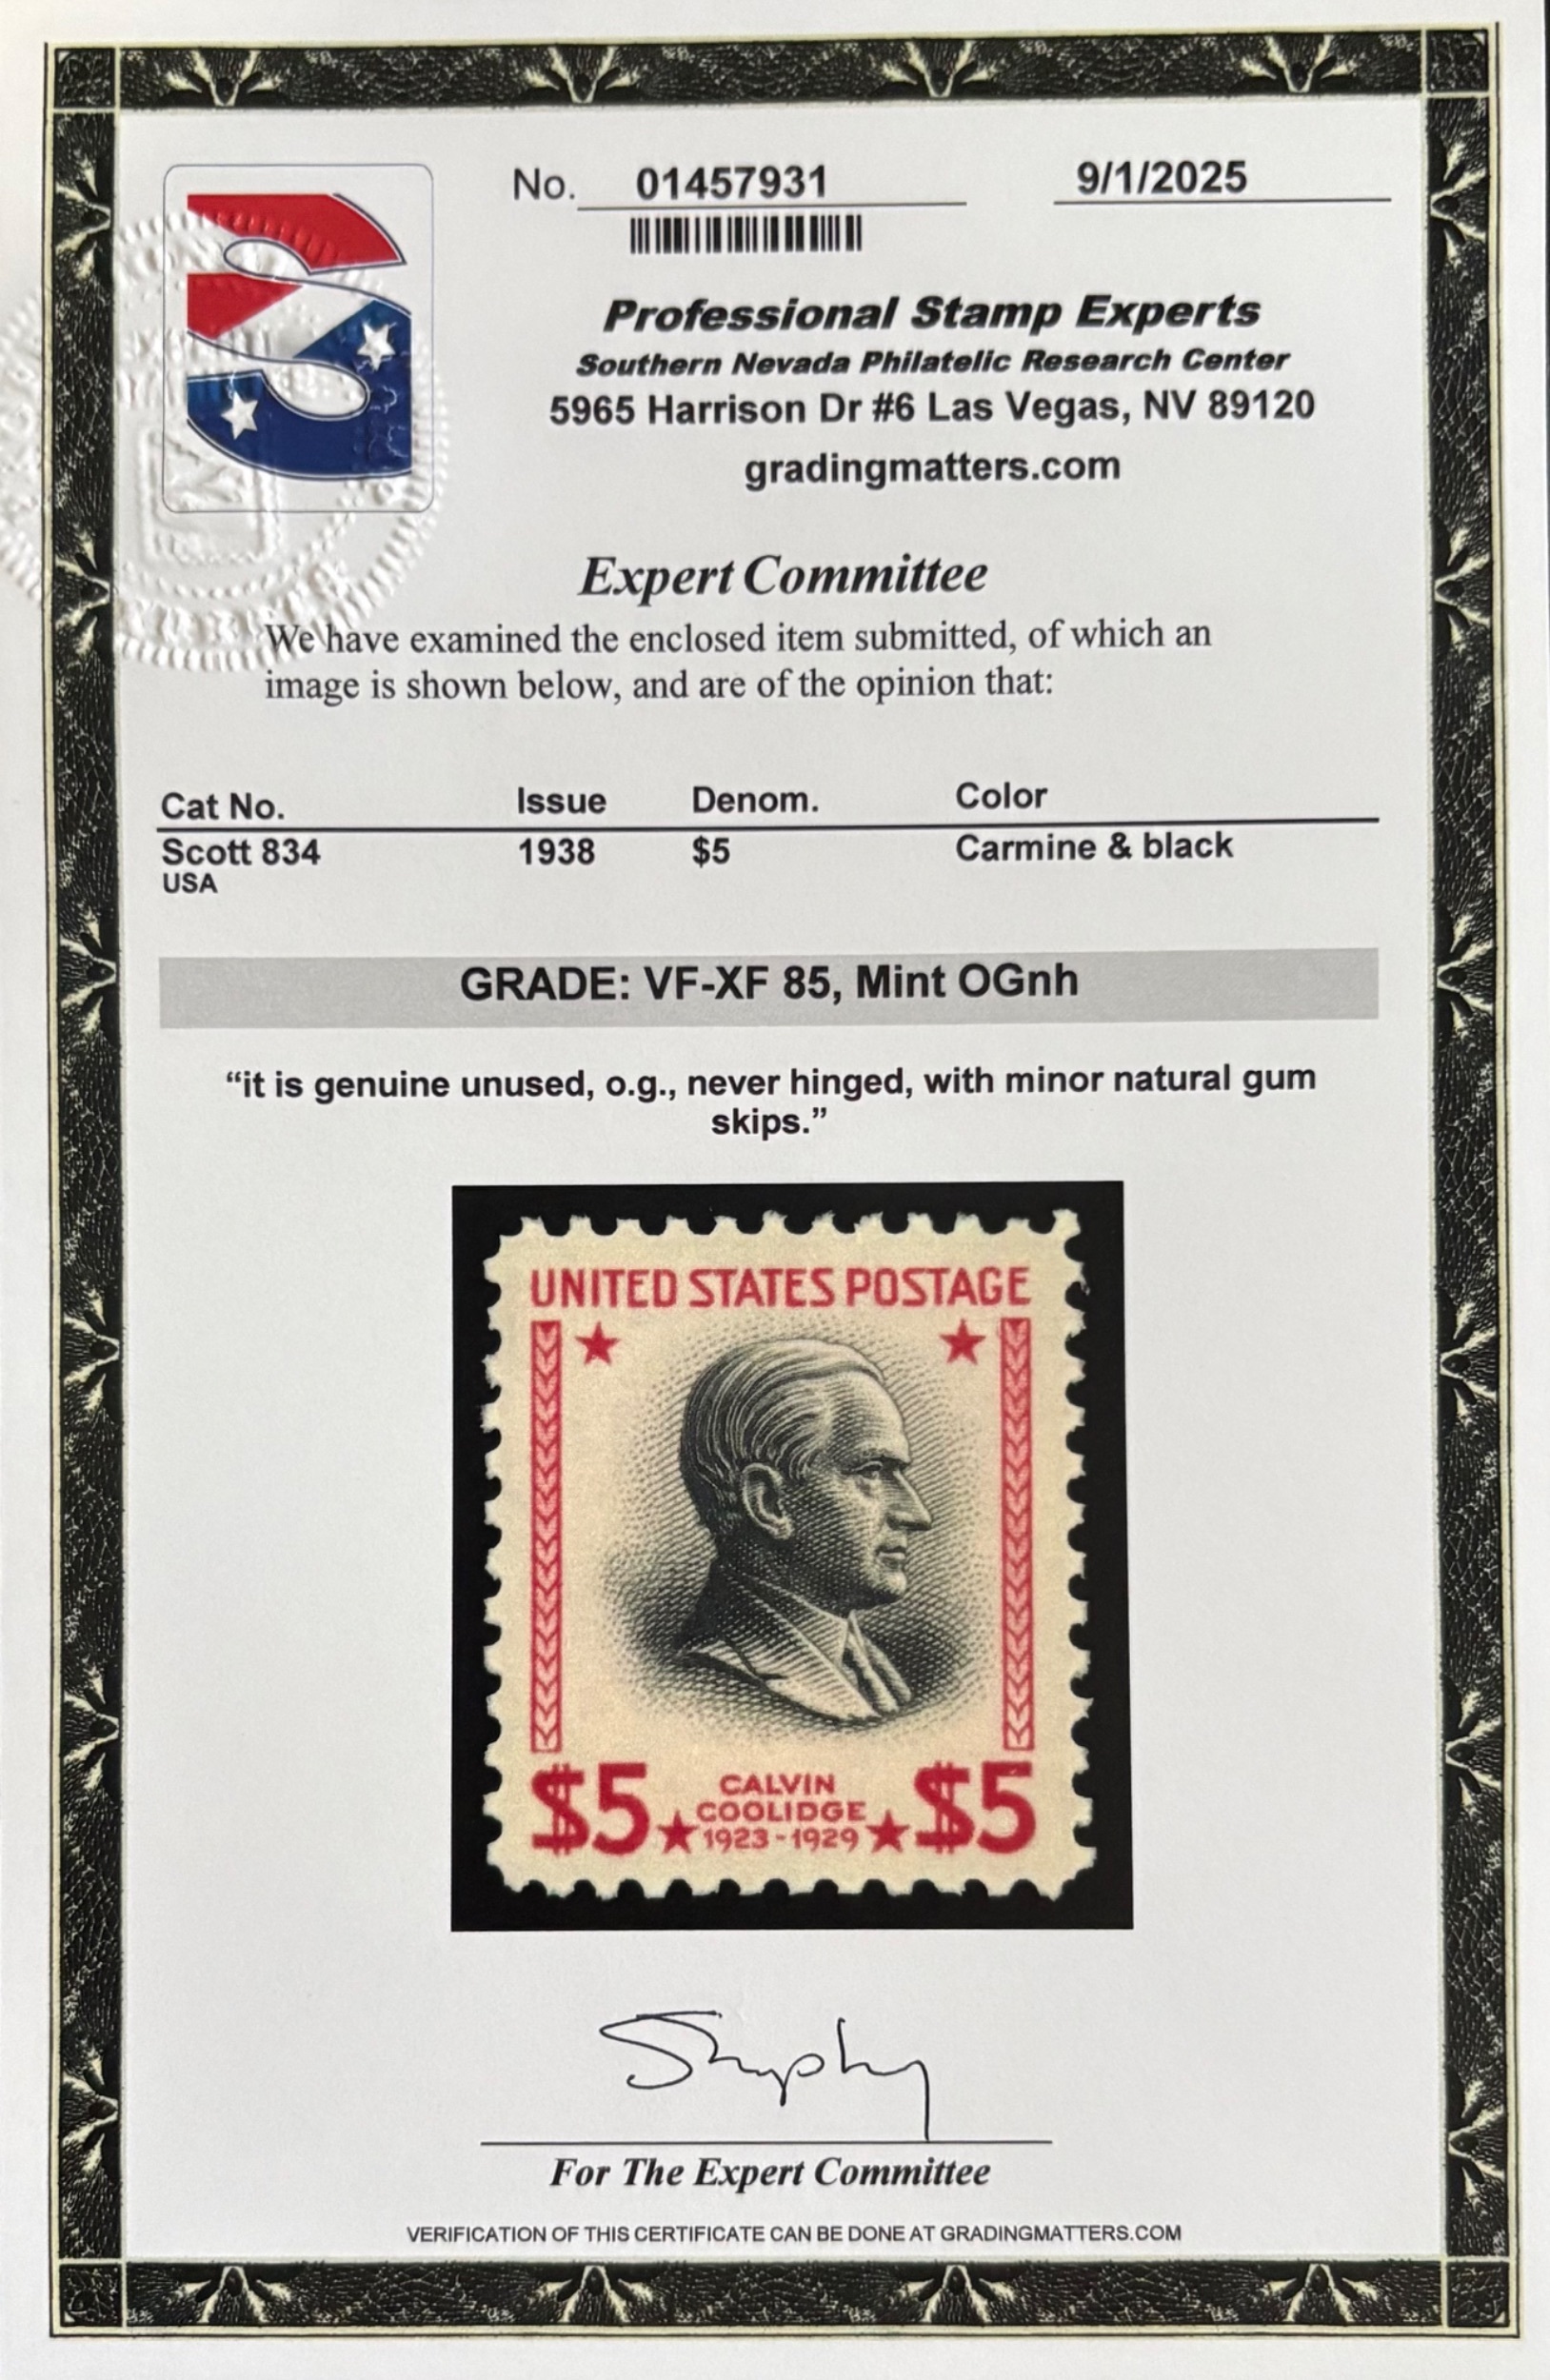 No. 01457931 9/1/2025
Professional Stamp Experts
Southern Nevada Philatelic Research Center
5965 Harrison Dr #6 Las Vegas, NV 89120
gradingmatters.com
Expert Committee
We have examined the enclosed item submitted, of which an
image is shown below, and are of the opinion that:
Cat No. Issue Denom. Color
Scott 834 1938 $5 Carmine & black
USA
GRADE: VF-XF 85, Mint OGnh
“it is genuine unused, o.g., never hinged, with minor natural gum
skips.”
UNITED STATES POSTAGE
$5 CALVIN $5
COOLIDGE
1923-1929
For The Expert Committee
VERIFICATION OF THIS CERTIFICATE CAN BE DONE AT GRADINGMATTERS.COM